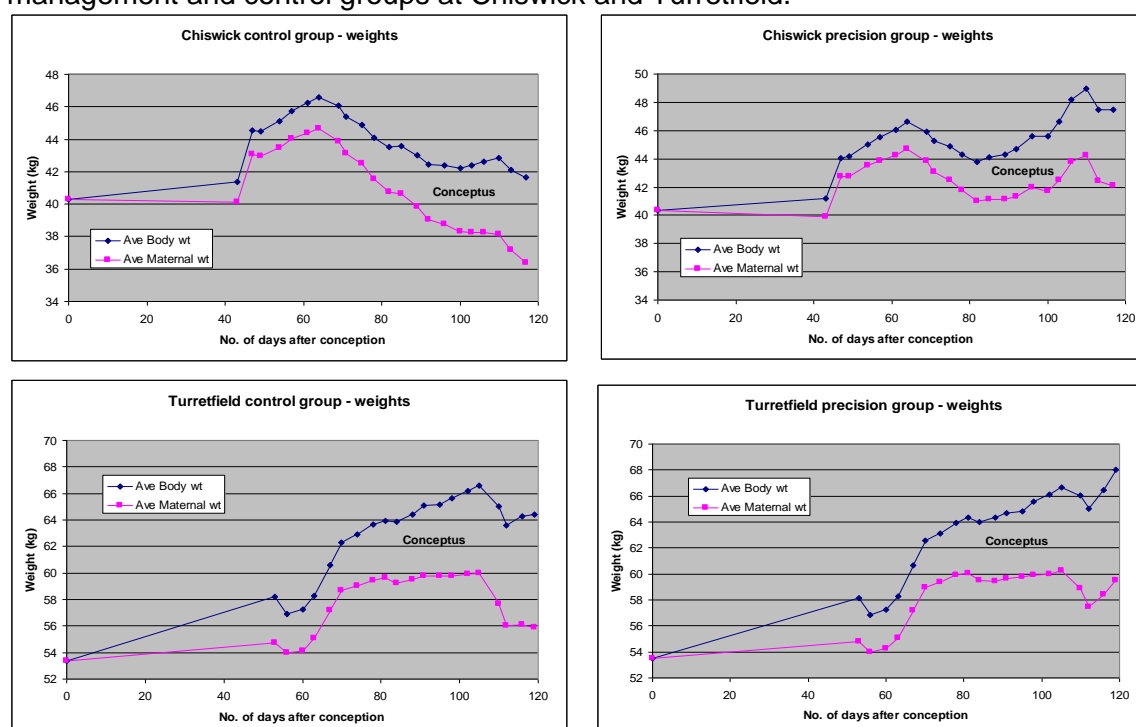 management and control groups at Chiswick and Turretfield.
Chiswick control group - weights
48
46
44
42
40
38
36
34
Weight (kg)
Conceptus
Ave Body wt
Ave Maternal wt
0 20 40 60 80 100 120
No. of days after conception
Chiswick precision group - weights
50
48
46
44
42
40
38
36
34
Weight (kg)
Conceptus
Ave Body wt
Ave Maternal wt
0 20 40 60 80 100 120
No. of days after conception
Turretfield control group - weights
70
68
66
64
62
60
58
56
54
52
Weight (kg)
Ave Body wt
Ave Maternal wt
Conceptus
0 20 40 60 80 100 120
No. of days after conception
Turretfield precision group - weights
70
68
66
64
62
60
58
56
54
52
Weight (kg)
Ave Body wt
Ave Maternal wt
Conceptus
0 20 40 60 80 100 120
No. of days after conception